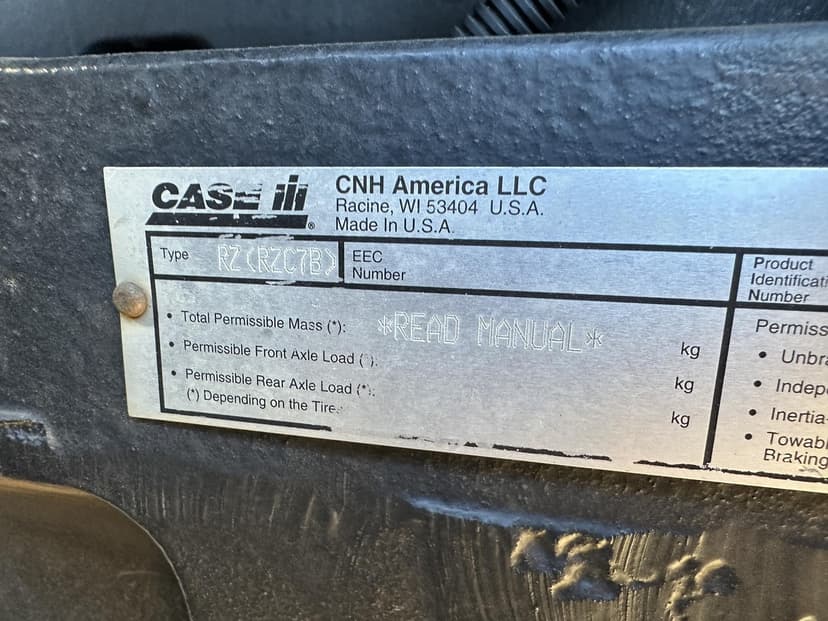 CASE IH ®
CNH America LLC
Racine, WI 53404 U.S.A.
Made in U.S.A.
Type RZ(RZC7B)
EEC
Number
Product
Identificati
Number
• Total Permissible Mass (*): *READ MANUAL* kg
• Permissible Front Axle Load ( ): kg
• Permissible Rear Axle Load (*): kg
(*) Depending on the Tire.
Permiss
• Unbra
• Indep
• Inertia
• Towabl
Braking